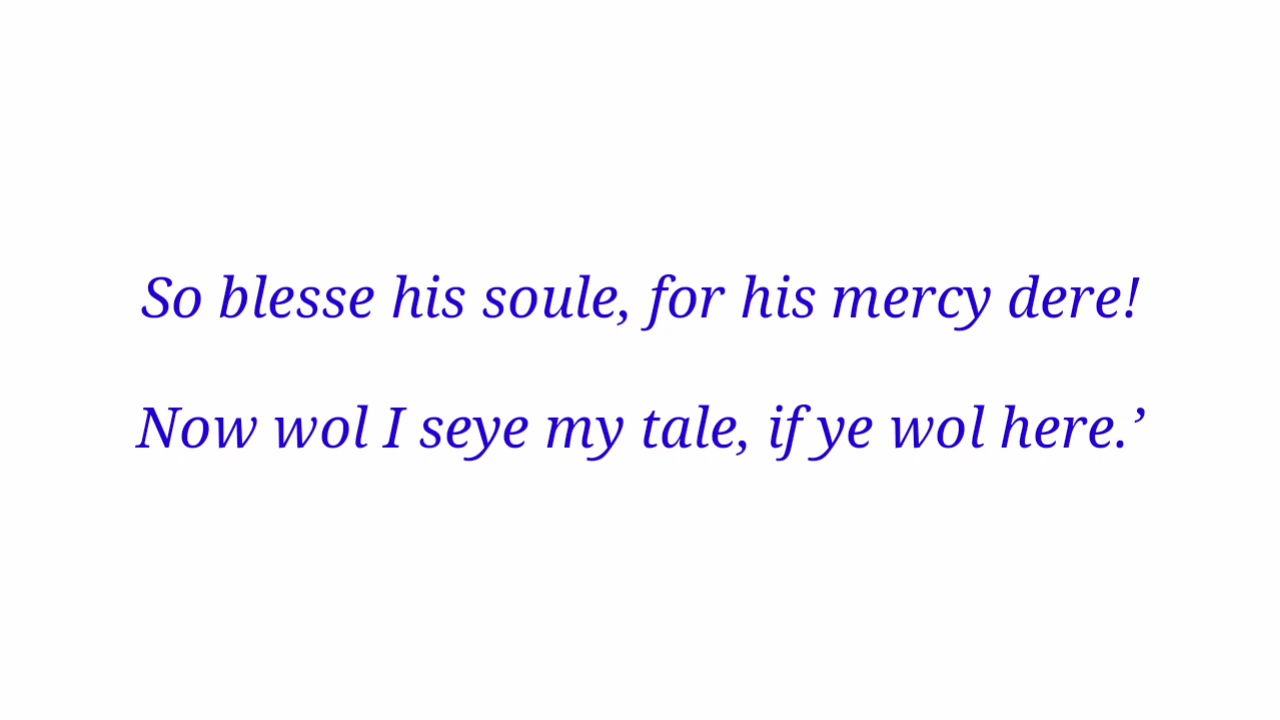 So blesse his soule, for his mercy dere!
Now wol I seye my tale, if ye wol here.’